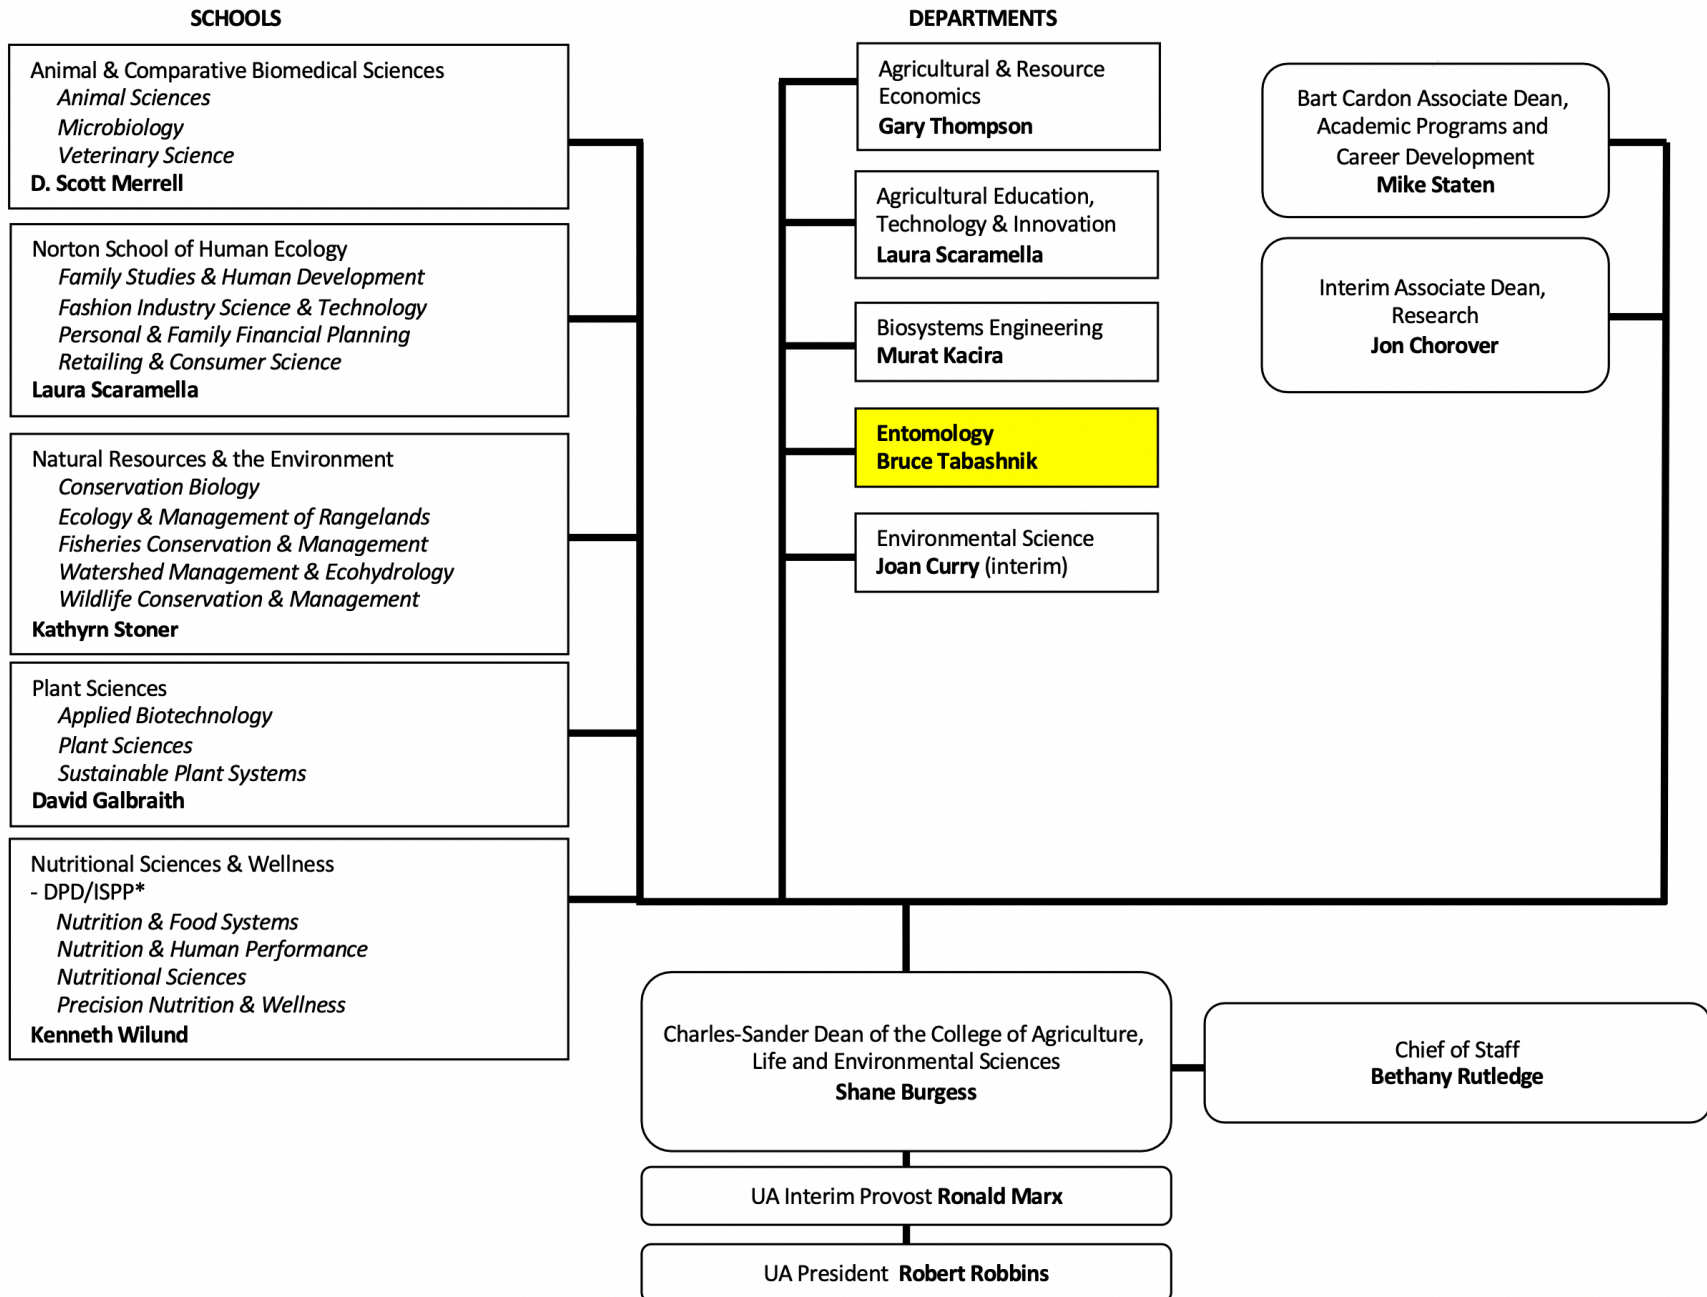 SCHOOLS
Animal & Comparative Biomedical Sciences
Animal Sciences
Microbiology
Veterinary Science
D. Scott Merrell
Norton School of Human Ecology
Family Studies & Human Development
Fashion Industry Science & Technology
Personal & Family Financial Planning
Retailing & Consumer Science
Laura Scaramella
Natural Resources & the Environment
Conservation Biology
Ecology & Management of Rangelands
Fisheries Conservation & Management
Watershed Management & Ecohydrology
Wildlife Conservation & Management
Kathyrn Stoner
Plant Sciences
Applied Biotechnology
Plant Sciences
Sustainable Plant Systems
David Galbraith
Nutritional Sciences & Wellness
- DPD/ISPP*
Nutrition & Food Systems
Nutrition & Human Performance
Nutritional Sciences
Precision Nutrition & Wellness
Kenneth Wilund
DEPARTMENTS
Agricultural & Resource
Economics
Gary Thompson
Agricultural Education,
Technology & Innovation
Laura Scaramella
Biosystems Engineering
Murat Kacira
Entomology
Bruce Tabashnik
Environmental Science
Joan Curry (interim)
Bart Cardon Associate Dean,
Academic Programs and
Career Development
Mike Staten
Interim Associate Dean,
Research
Jon Chorover
Charles-Sander Dean of the College of Agriculture,
Life and Environmental Sciences
Shane Burgess
Chief of Staff
Bethany Rutledge
UA Interim Provost Ronald Marx
UA President Robert Robbins